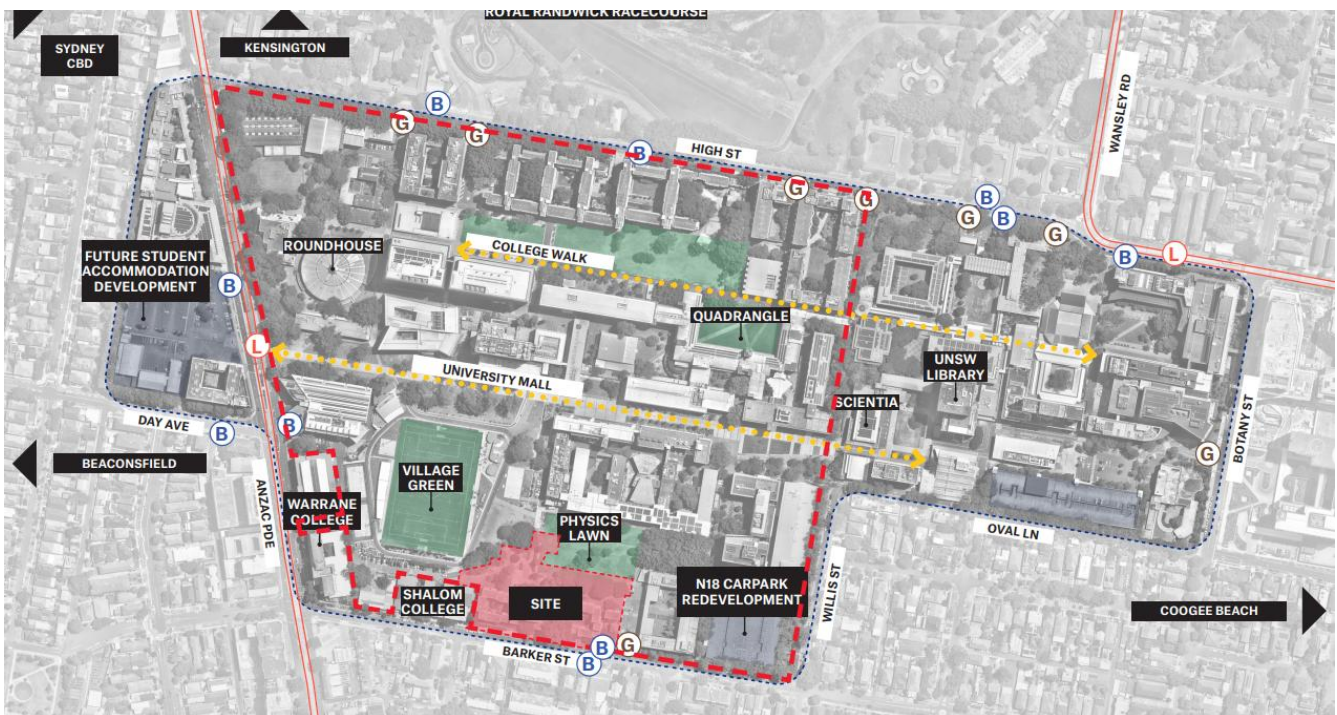 ROYAL RANDWICK RACECOURSE
SYDNEY
CBD
KENSINGTON
WANSLEY RD
B
G
G
B
HIGH ST
G
G
B
G
B
G
B
L
ROUNDHOUSE
COLLEGE WALK
FUTURE STUDENT
ACCOMMODATION
DEVELOPMENT
B
QUADRANGLE
L
UNIVERSITY MALL
UNSW
LIBRARY
SCIENTIA
BOTANY ST
DAY AVE
B
B
G
BEACONSFIELD
ANZAC PDE
VILLAGE
GREEN
WARRANE
COLLEGE
PHYSICS
LAWN
OVAL LN
SHALOM
COLLEGE
SITE
N18 CARPARK
REDEVELOPMENT
WILLIS ST
COOGEE BEACH
BARKER ST
B
G
B